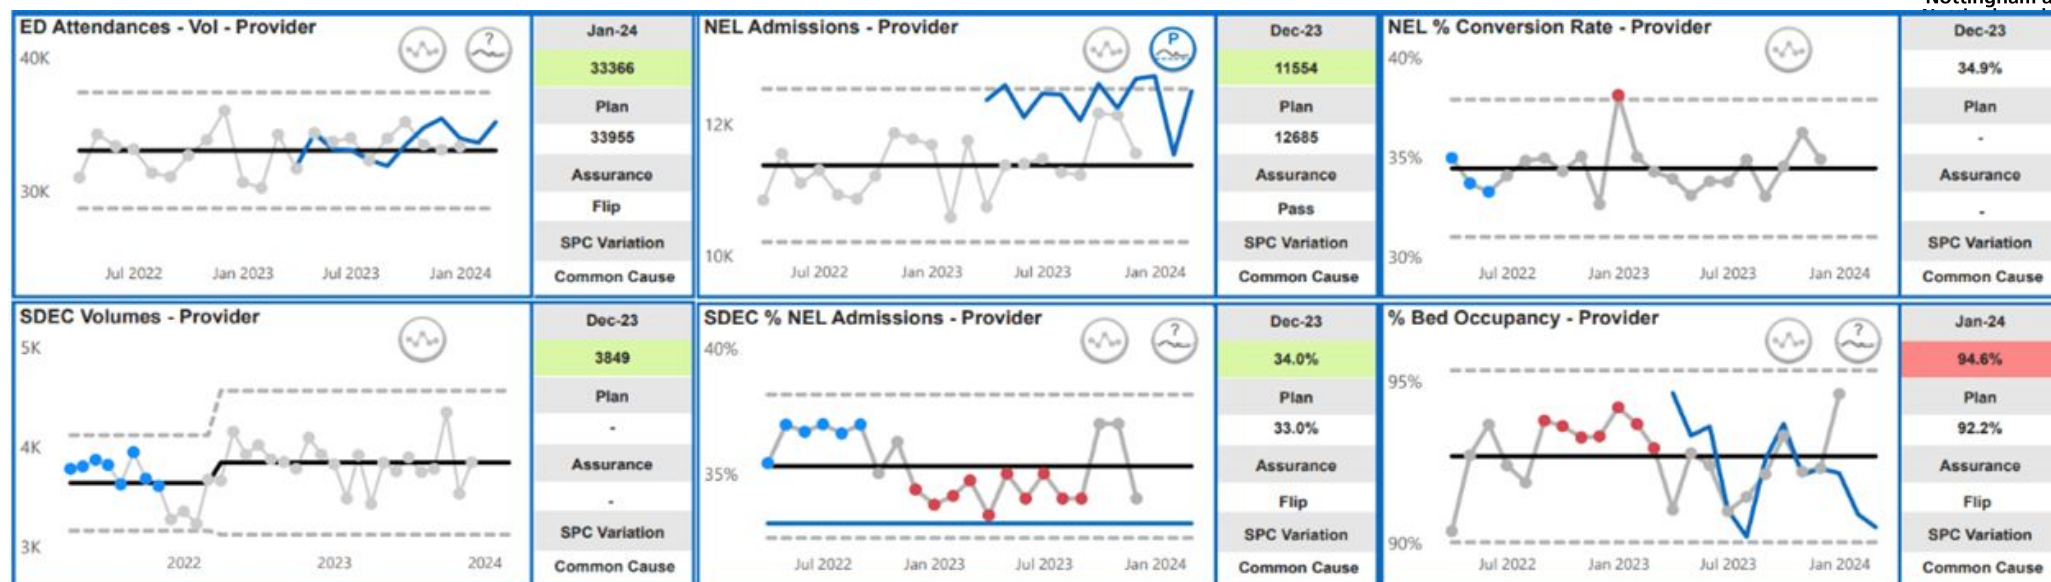 Nottingham a
ED Attendances - Vol - Provider
?
40K
30K
Jul 2022 Jan 2023 Jul 2023 Jan 2024
Jan-24
33366
Plan
33955
Assurance
Flip
SPC Variation
Common Cause
NEL Admissions - Provider
P
12K
10K
Jul 2022 Jan 2023 Jul 2023 Jan 2024
Dec-23
11554
Plan
12685
Assurance
Pass
SPC Variation
Common Cause
NEL % Conversion Rate - Provider
40%
35%
30%
Jul 2022 Jan 2023 Jul 2023 Jan 2024
Dec-23
34.9%
Plan
-
Assurance
-
SPC Variation
Common Cause
SDEC Volumes - Provider
5K
4K
3K
2022 2023 2024
Dec-23
3849
Plan
-
Assurance
-
SPC Variation
Common Cause
SDEC % NEL Admissions - Provider
?
40%
35%
Jul 2022 Jan 2023 Jul 2023 Jan 2024
Dec-23
34.0%
Plan
33.0%
Assurance
Flip
SPC Variation
Common Cause
% Bed Occupancy - Provider
?
95%
90%
Jul 2022 Jan 2023 Jul 2023 Jan 2024
Jan-24
94.6%
Plan
92.2%
Assurance
Flip
SPC Variation
Common Cause